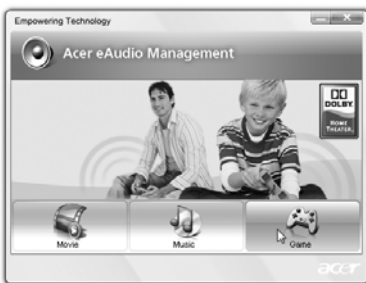 Empowering Technology
Acer eAudio Management
DOLBY
HOME
THEATER
Movie
Music
Game
acer